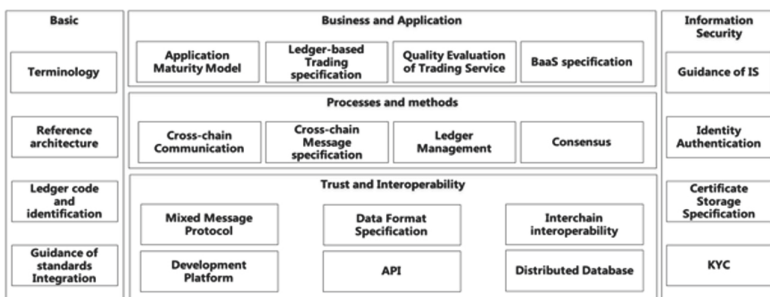 Basic
Terminology
Reference
architecture
Ledger code
and
identification
Guidance of
standards
Integration
Business and Application
Application
Maturity Model
Ledger-based
Trading
specification
Quality Evaluation
of Trading Service
BaaS specification
Processes and methods
Cross-chain
Communication
Cross-chain
Message
specification
Ledger
Management
Consensus
Trust and Interoperability
Mixed Message
Protocol
Data Format
Specification
Interchain
interoperability
Development
Platform
API
Distributed Database
Information
Security
Guidance of IS
Identity
Authentication
Certificate
Storage
Specification
KYC